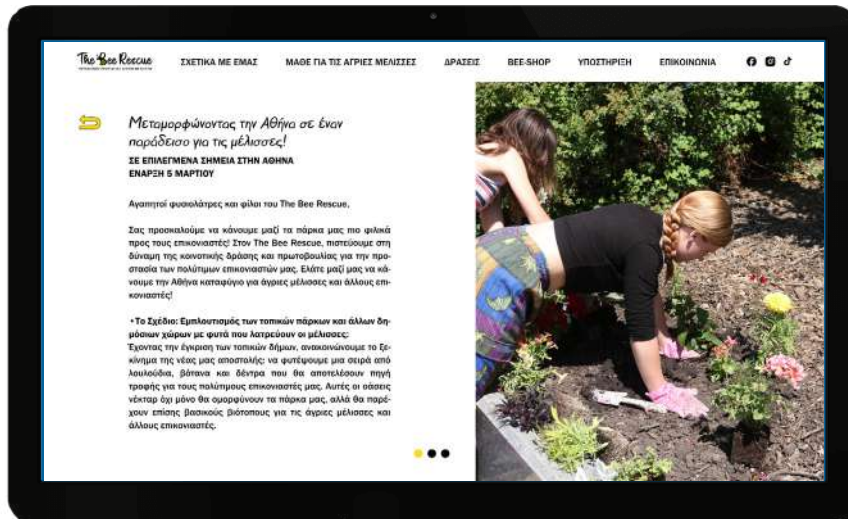 The Bee Rescue
ΣΧΕΤΙΚΑ ΜΕ ΕΜΑΣ
ΜΑΘΕ ΓΙΑ ΤΙΣ ΑΓΡΙΕΣ ΜΕΛΙΣΣΕΣ
ΔΡΑΣΕΙΣ
BEE-SHOP
ΥΠΟΣΤΗΡΙΞΗ
ΕΠΙΚΟΙΝΩΝΙΑ
Μεταμορφώνοντας την Αθήνα σε έναν
παράδεισο για τις μέλισσες!
ΣΕ ΕΠΙΛΕΓΜΕΝΑ ΣΗΜΕΙΑ ΣΤΗΝ ΑΘΗΝΑ
ΕΝΑΡΞΗ 5 ΜΑΡΤΙΟΥ
Αγαπητοί φυσιολάτρες και φίλοι του The Bee Rescue,
Σας προσκαλούμε να κάνουμε μαζί τα πάρκα μας πιο φιλικά
προς τους επικονιαστές! Στον The Bee Rescue, πιστεύουμε στη
δύναμη της κοινοτικής δράσης και πρωτοβουλίας για την προ-
στασία των πολύτιμων επικονιαστών μας. Ελάτε μαζί μας να κά-
νουμε την Αθήνα καταφύγιο για άγριες μέλισσες και άλλους επι-
κονιαστές!
•Το Σχέδιο: Εμπλουτισμός των τοπικών πάρκων και άλλων δη-
μόσιων χώρων με φυτά που λατρεύουν οι μέλισσες:
Έχοντας την έγκριση των τοπικών δήμων, ανακοινώνουμε το ξε-
κίνημα της νέας μας αποστολής: να φυτέψουμε μια σειρά από
λουλούδια, βότανα και δέντρα που θα αποτελέσουν πηγή
τροφής για τους πολύτιμους επικονιαστές μας. Αυτές οι οάσεις
νέκταρ όχι μόνο θα ομορφύνουν τα πάρκα μας, αλλά θα παρέ-
χουν επίσης βασικούς βιότοπους για τις άγριες μέλισσες και
άλλους επικονιαστές.